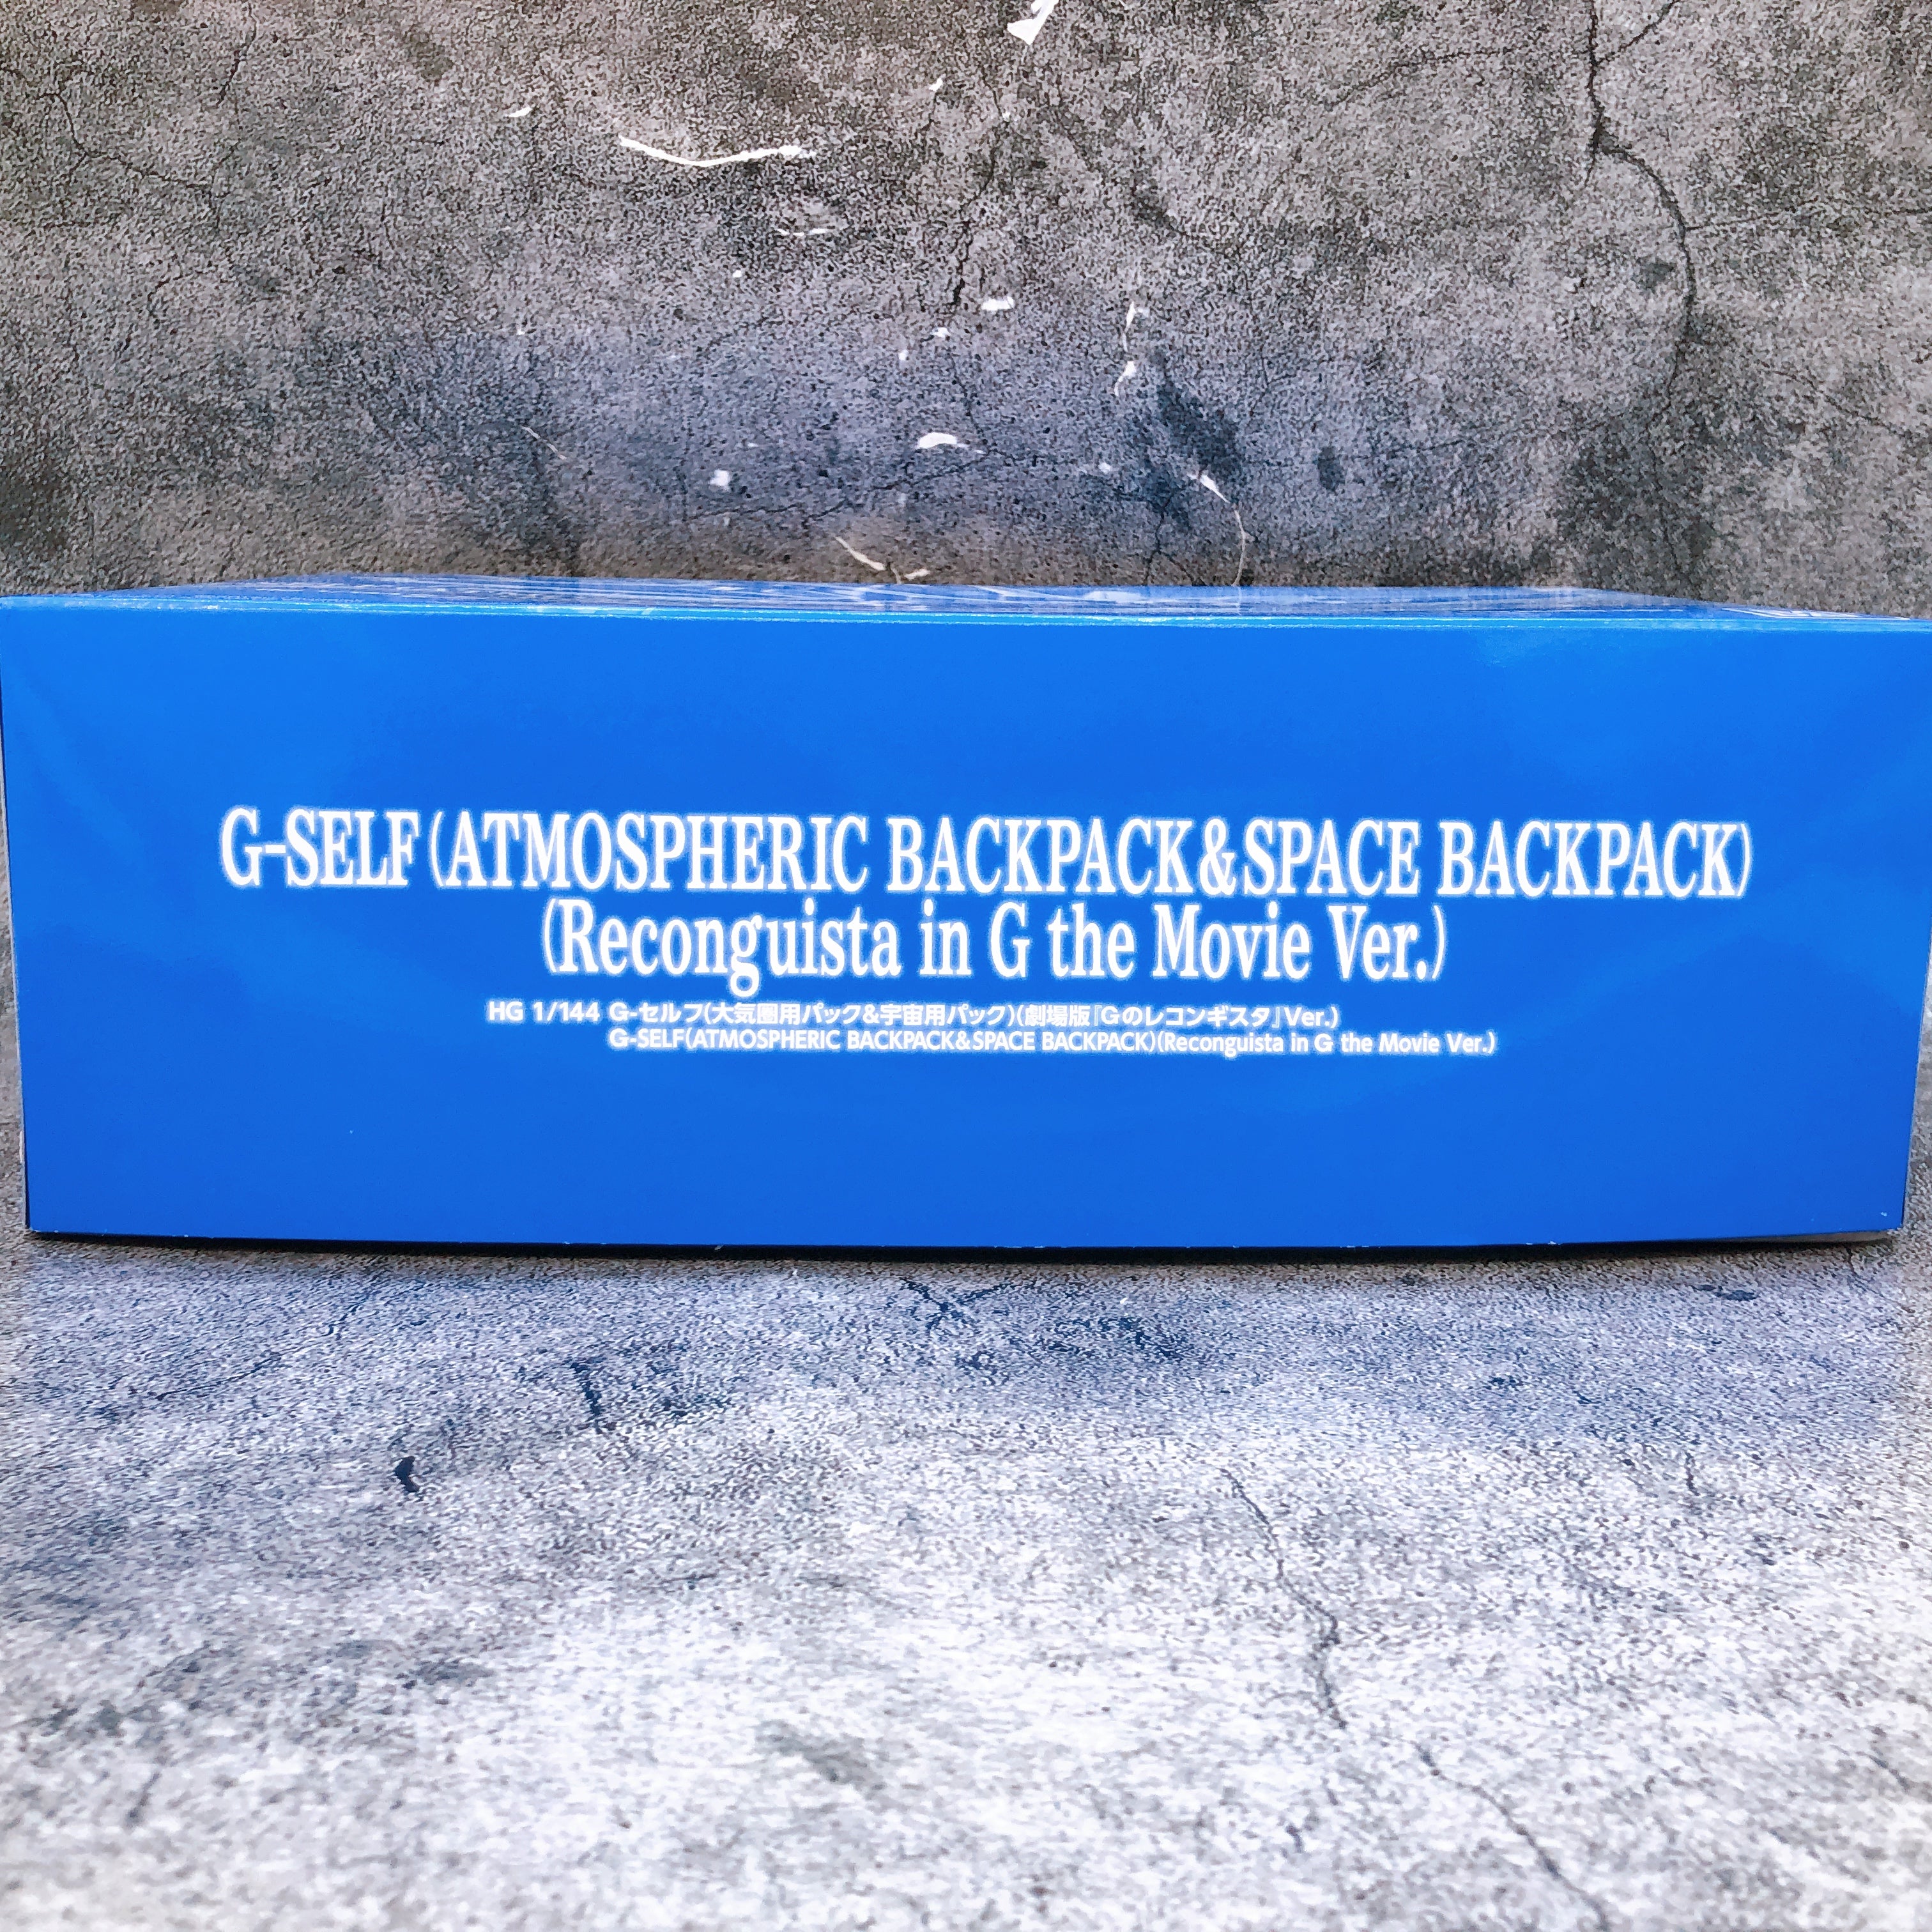 G-SELF(ATMOSPHERIC BACKPACK&SPACE BACKPACK)
(Reconguista in G the Movie Ver.)
HG 1/144 G-セルフ(大気圏用パック&宇宙用パック)(劇場版『Gのレコンギスタ』Ver.)
G-SELF(ATMOSPHERIC BACKPACK&SPACE BACKPACK)(Reconguista in G the Movie Ver.)